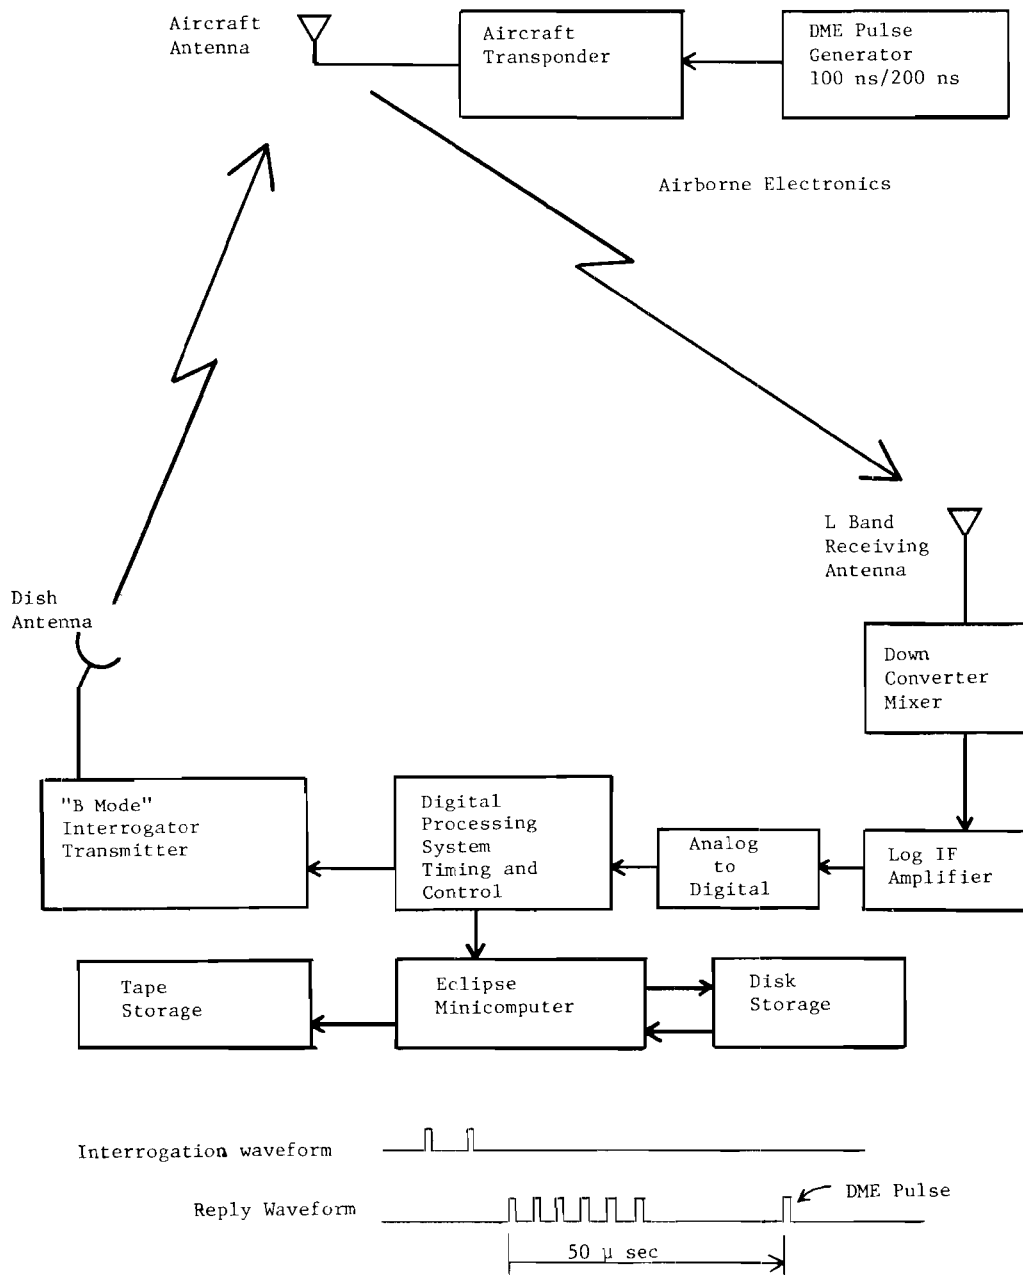 Aircraft
Antenna
Aircraft
Transponder
DME Pulse
Generator
100 ns/200 ns
Airborne Electronics
L Band
Receiving
Antenna
Dish
Antenna
Down
Converter
Mixer
"B Mode"
Interrogator
Transmitter
Digital
Processing
System
Timing and
Control
Analog
to
Digital
Log IF
Amplifier
Tape
Storage
Eclipse
Minicomputer
Disk
Storage
Interrogation waveform
Reply Waveform
DME Pulse
50 μ sec